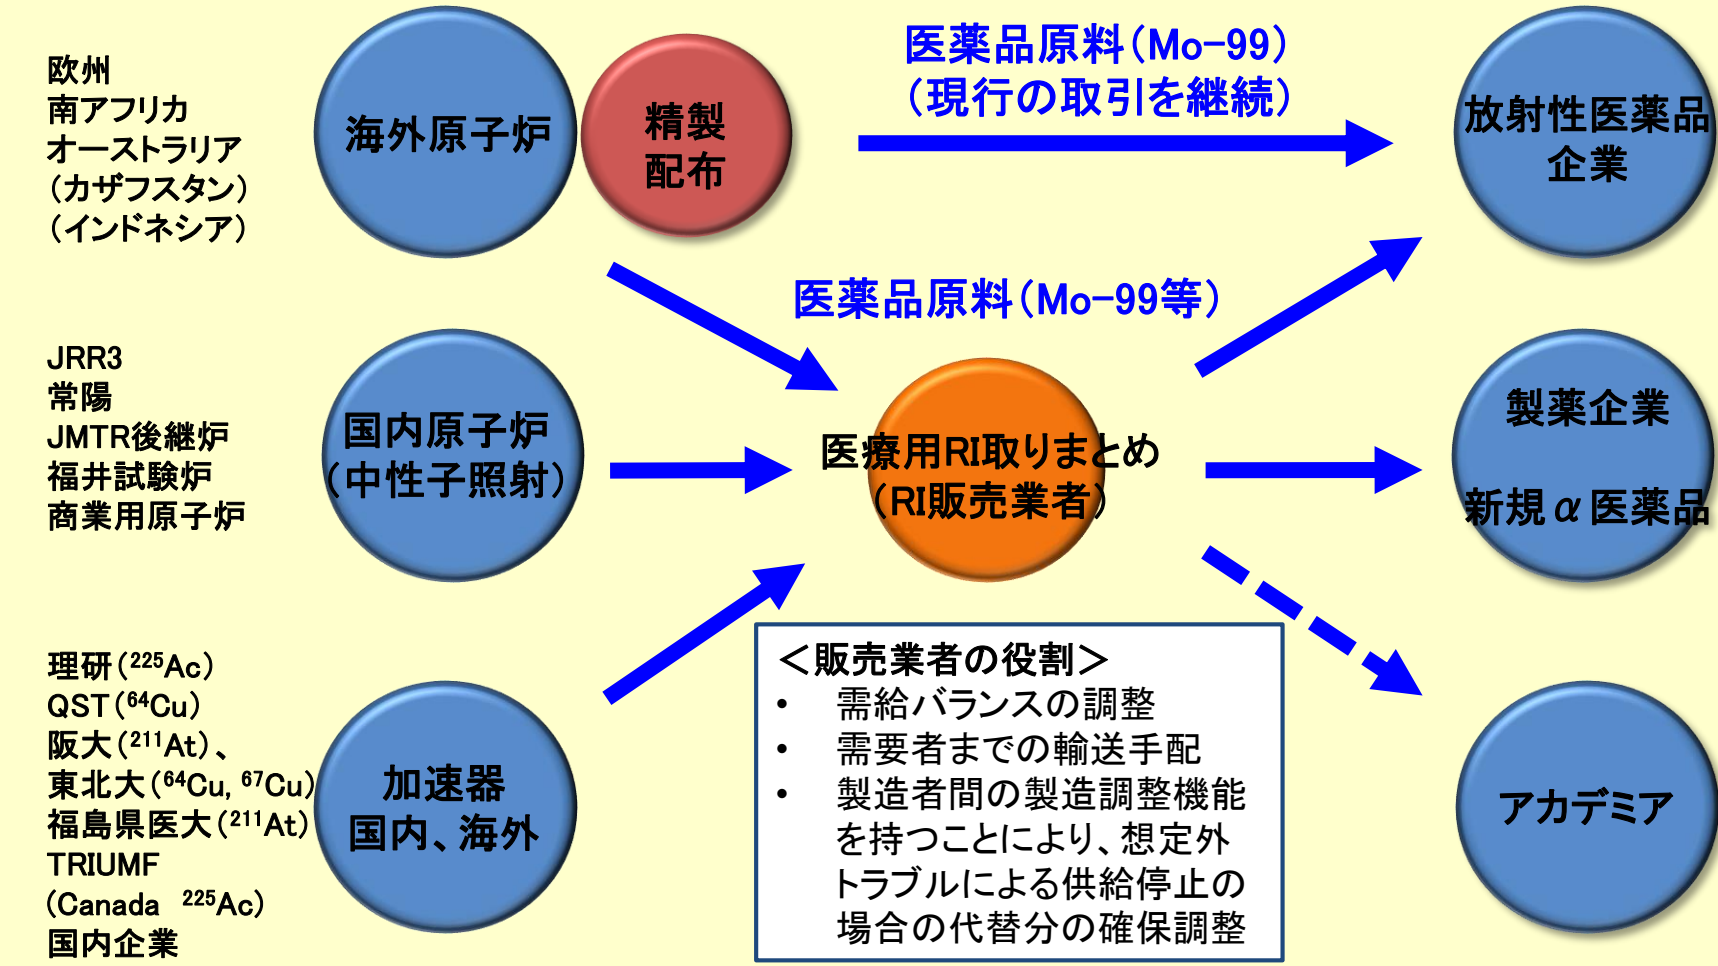 欧州
南アフリカ
オーストラリア
（カザフスタン）
（インドネシア）
海外原子炉
精製
配布
医薬品原料（Mo-99）
（現行の取引を継続）
放射性医薬品
企業
医薬品原料（Mo-99等）
JRR3
常陽
JMTR後継炉
福井試験炉
商業用原子炉
国内原子炉
（中性子照射）
医療用RI取りまとめ
（RI販売業者）
製薬企業
新規α医薬品
理研（²²⁵Ac）
QST（⁶⁴Cu）
阪大（²¹¹At）、
東北大（⁶⁴Cu, ⁶⁷Cu）
福島県医大（²¹¹At）
TRIUMF
(Canada ²²⁵Ac)
国内企業
加速器
国内、海外
＜販売業者の役割＞
• 需給バランスの調整
• 需要者までの輸送手配
• 製造者間の製造調整機能
を持つことにより、想定外
トラブルによる供給停止の
場合の代替分の確保調整
アカデミア